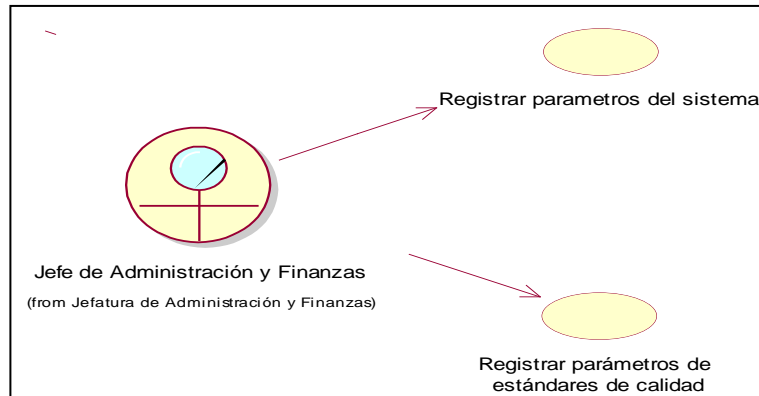 Registrar parametros del sistema
Jefe de Administración y Finanzas
(from Jefatura de Administración y Finanzas)
Registrar parámetros de
estándares de calidad